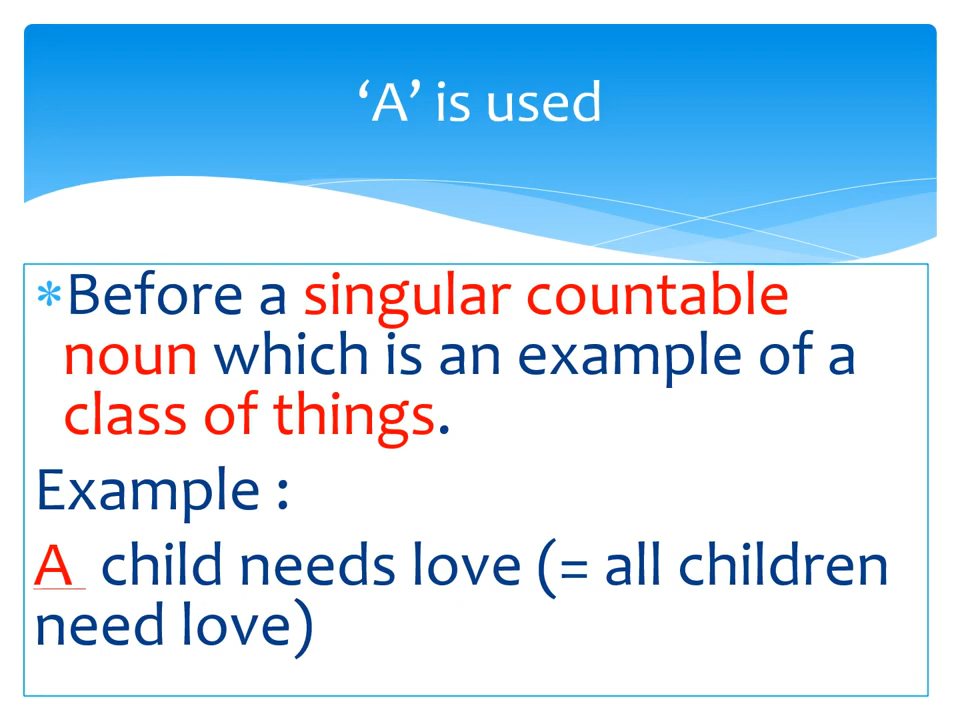 ‘A’ is used
*Before a singular countable
noun which is an example of a
class of things.
Example :
A child needs love (= all children
need love)